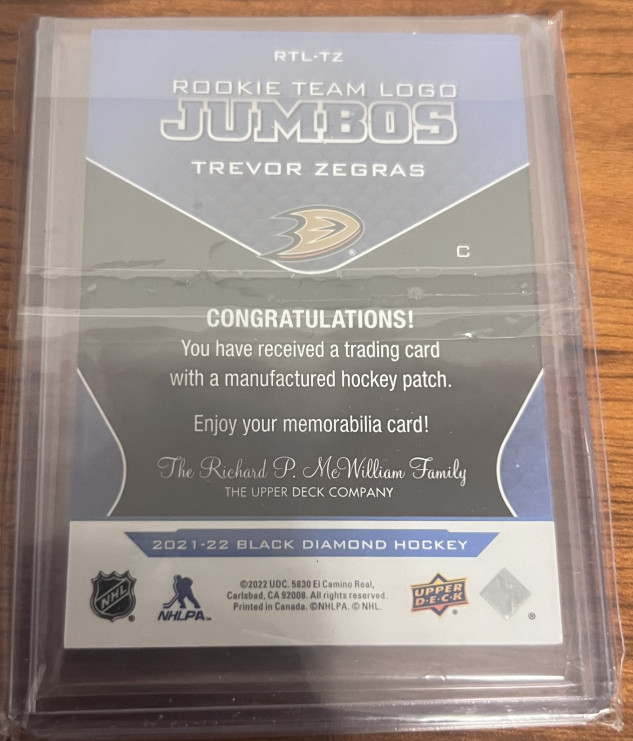 RTL-TZ
ROOKIE TEAM LOGO
JUMBOS
TREVOR ZEGRAS
®
C
CONGRATULATIONS!
You have received a trading card
with a manufactured hockey patch.
Enjoy your memorabilia card!
The Richard P. McWilliam Family
THE UPPER DECK COMPANY
2021-22 BLACK DIAMOND HOCKEY
NHL
NHLPA™
©2022 UDC. 5830 El Camino Real,
Carlsbad, CA 92008. All rights reserved.
Printed in Canada. ©NHLPA. © NHL.
UPPER
D·E·C·K
®